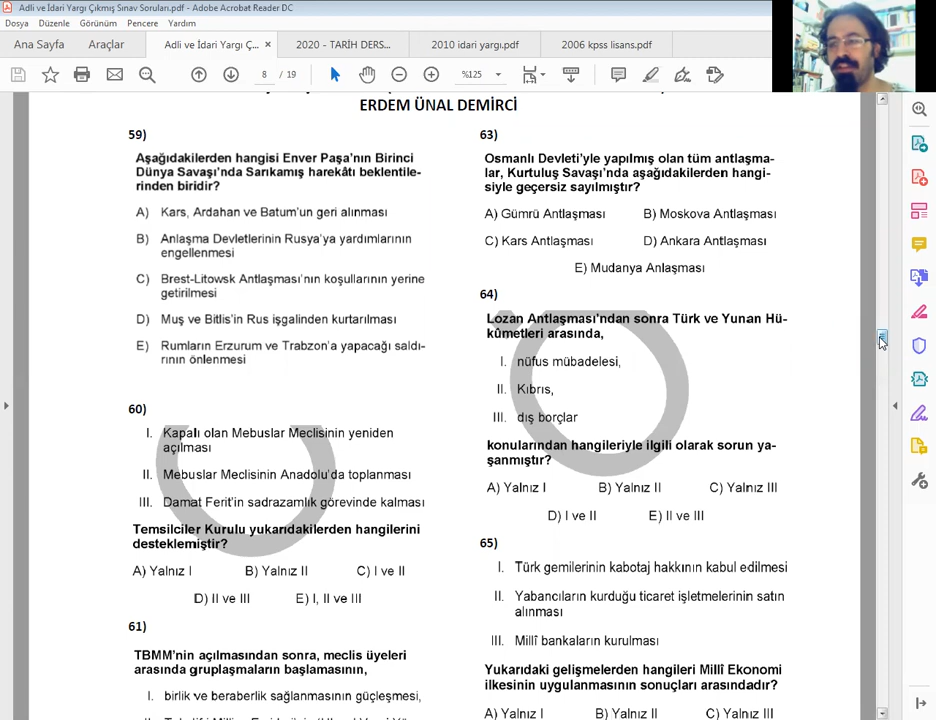 Adli ve İdari Yargı Çıkmış Sınav Soruları.pdf - Adobe Acrobat Reader DC
Dosya Düzenle Görünüm Pencere Yardım
Ana Sayfa Araçlar Adli ve İdari Yargı Ç... × 2020 - TARİH DERS... 2010 idari yargı.pdf 2006 kpss lisans.pdf
8 / 19 %125
ERDEM ÜNAL DEMİRCİ
59)
Aşağıdakilerden hangisi Enver Paşa'nın Birinci
Dünya Savaşı'nda Sarıkamış harekâtı beklentile-
rinden biridir?
A) Kars, Ardahan ve Batum'un geri alınması
B) Anlaşma Devletlerinin Rusya'ya yardımlarının
engellenmesi
C) Brest-Litowsk Antlaşması'nın koşullarının yerine
getirilmesi
D) Muş ve Bitlis'in Rus işgalinden kurtarılması
E) Rumların Erzurum ve Trabzon'a yapacağı saldı-
rının önlenmesi
60)
I. Kapalı olan Mebuslar Meclisinin yeniden
açılması
II. Mebuslar Meclisinin Anadolu'da toplanması
III. Damat Ferit'in sadrazamlık görevinde kalması
Temsilciler Kurulu yukarıdakilerden hangilerini
desteklemiştir?
A) Yalnız I B) Yalnız II C) I ve II
D) II ve III E) I, II ve III
61)
TBMM'nin açılmasından sonra, meclis üyeleri
arasında gruplaşmaların başlamasının,
I. birlik ve beraberlik sağlanmasının güçleşmesi,
63)
Osmanlı Devleti'yle yapılmış olan tüm antlaşma-
lar, Kurtuluş Savaşı'nda aşağıdakilerden hangi-
siyle geçersiz sayılmıştır?
A) Gümrü Antlaşması B) Moskova Antlaşması
C) Kars Antlaşması D) Ankara Antlaşması
E) Mudanya Anlaşması
64)
Lozan Antlaşması'ndan sonra Türk ve Yunan Hü-
kûmetleri arasında,
I. nüfus mübadelesi,
II. Kıbrıs,
III. dış borçlar
konularından hangileriyle ilgili olarak sorun ya-
şanmıştır?
A) Yalnız I B) Yalnız II C) Yalnız III
D) I ve II E) II ve III
65)
I. Türk gemilerinin kabotaj hakkının kabul edilmesi
II. Yabancıların kurduğu ticaret işletmelerinin satın
alınması
III. Millî bankaların kurulması
Yukarıdaki gelişmelerden hangileri Millî Ekonomi
ilkesinin uygulanmasının sonuçları arasındadır?
A) Yalnız I B) Yalnız II C) Yalnız III